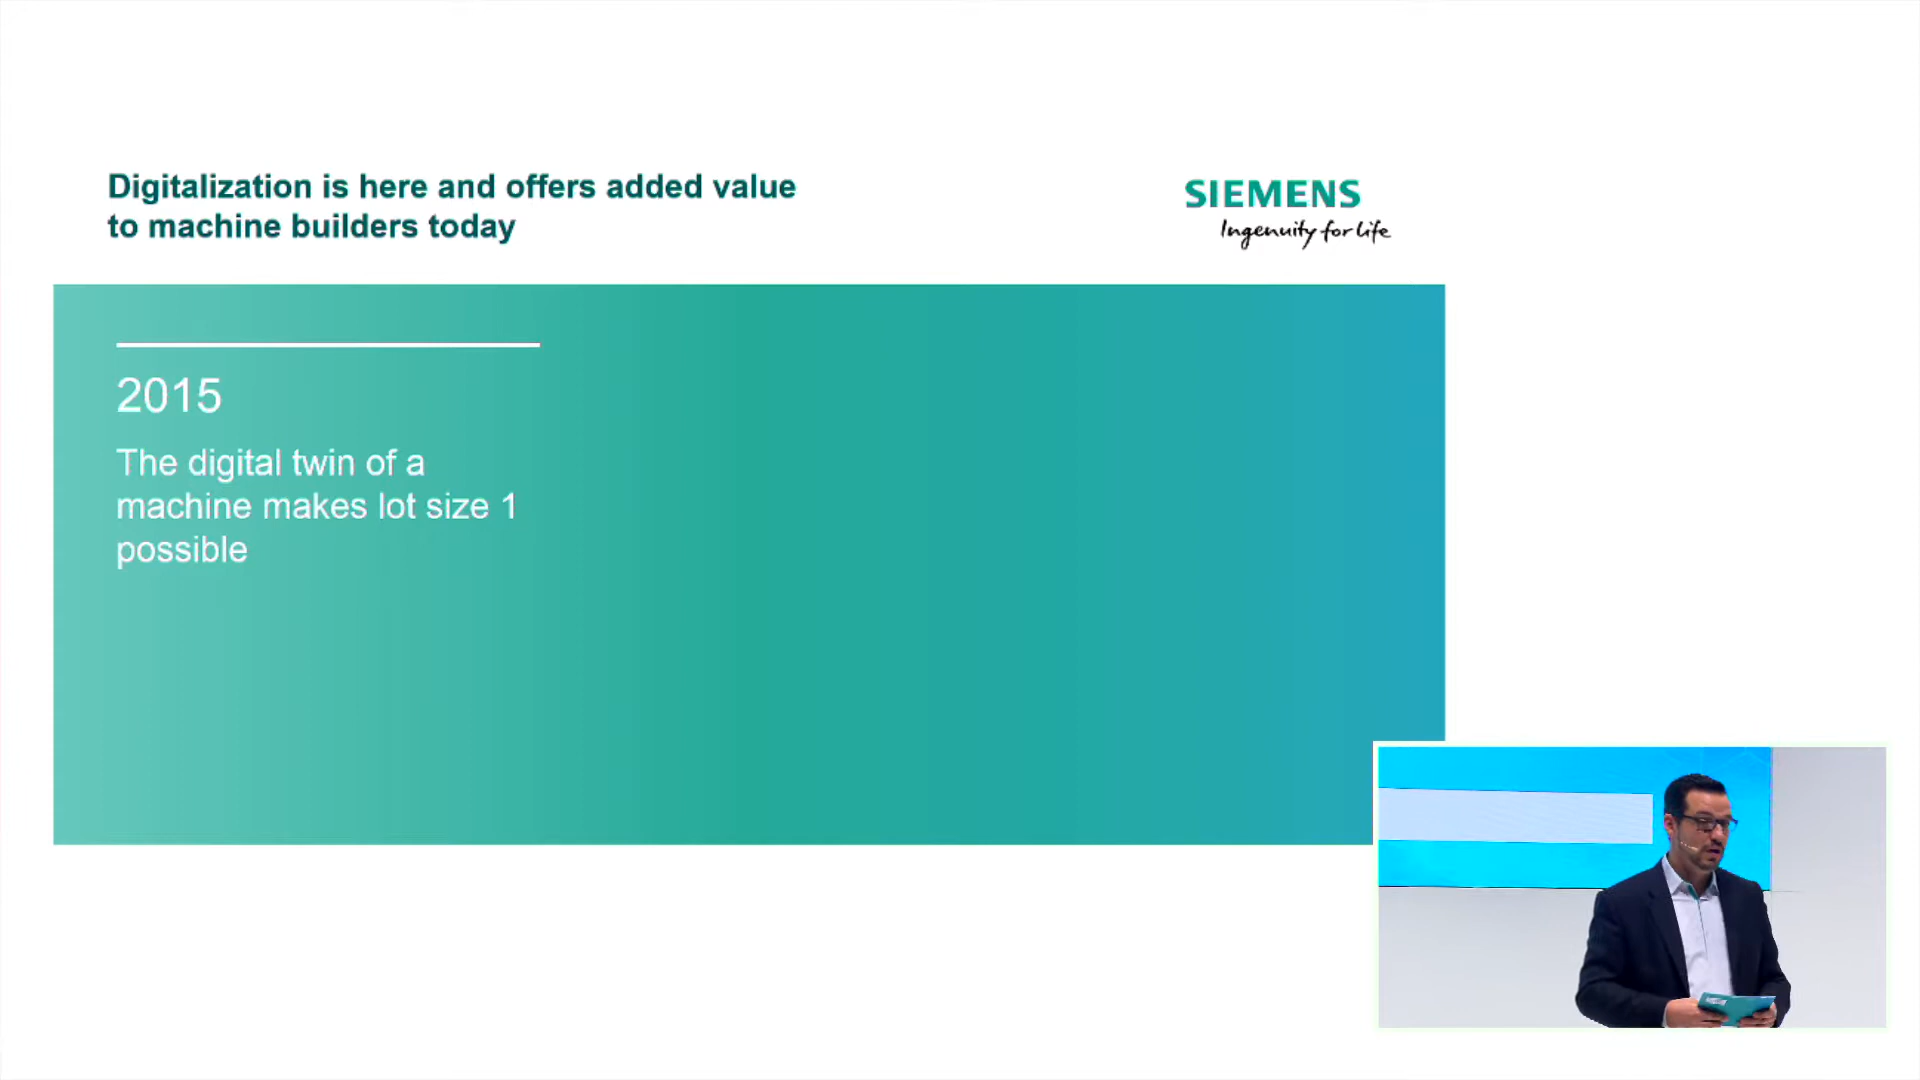 Digitalization is here and offers added value
to machine builders today
SIEMENS
Ingenuity for life
2015
The digital twin of a
machine makes lot size 1
possible